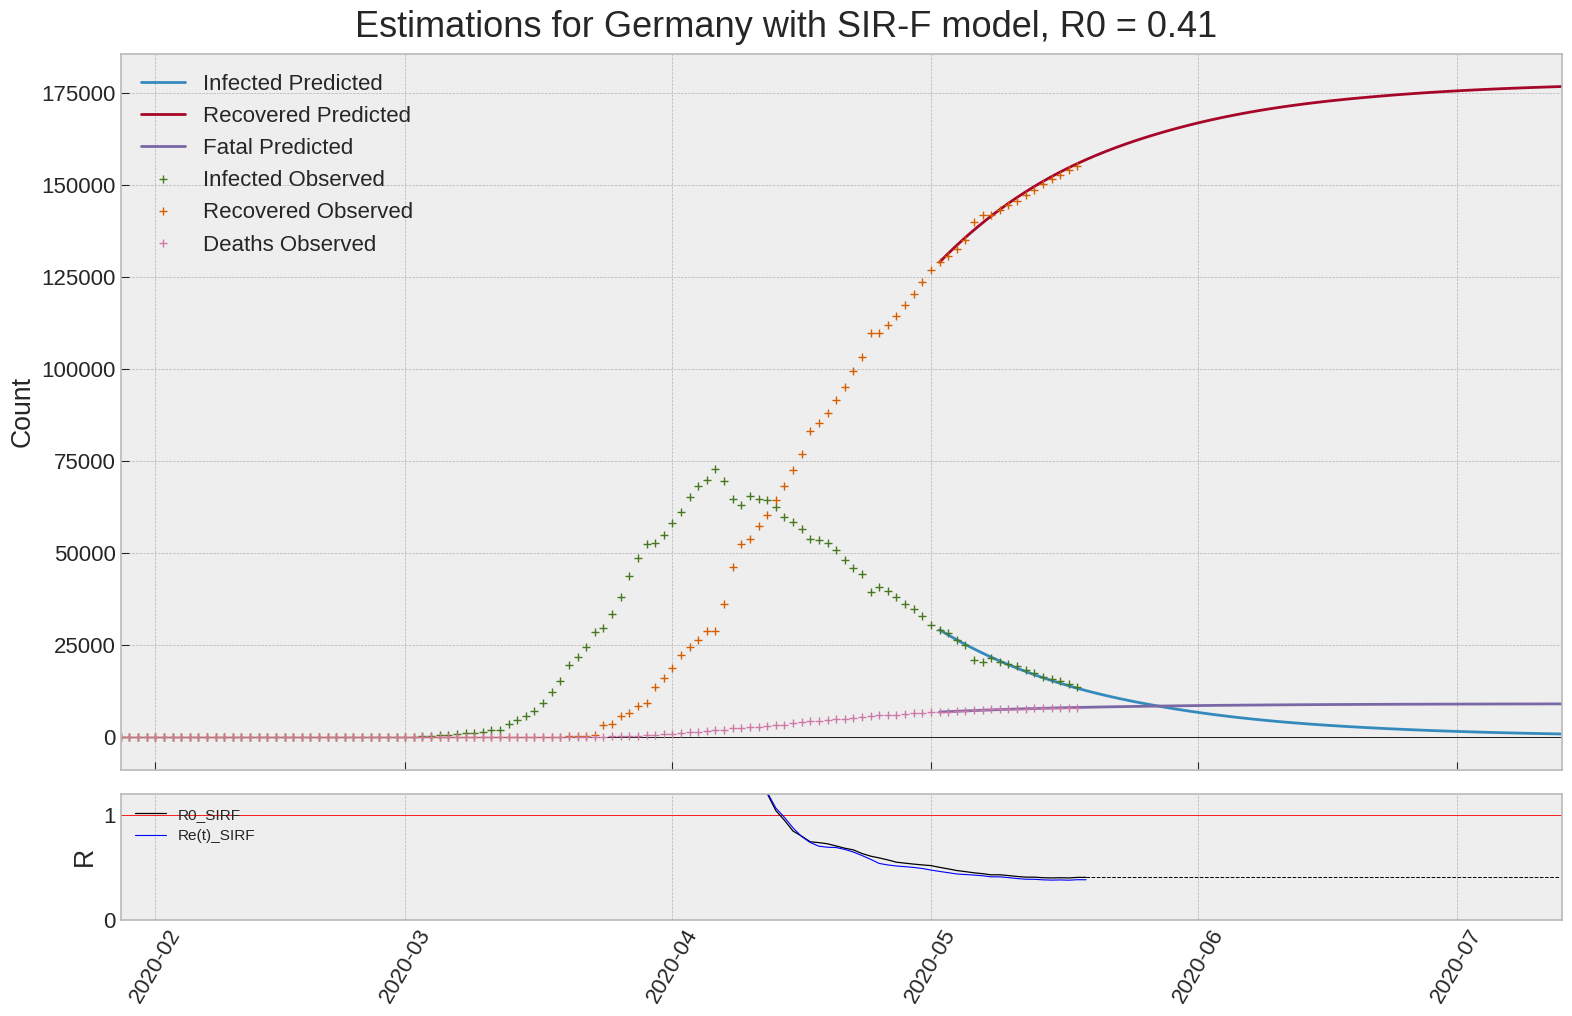 Estimations for Germany with SIR-F model, R0 = 0.41
Infected Predicted
Recovered Predicted
Fatal Predicted
Infected Observed
Recovered Observed
Deaths Observed
175000
150000
125000
100000
75000
50000
25000
0
Count
R0_SIRF
Re(t)_SIRF
1
0
R
2020-02
2020-03
2020-04
2020-05
2020-06
2020-07